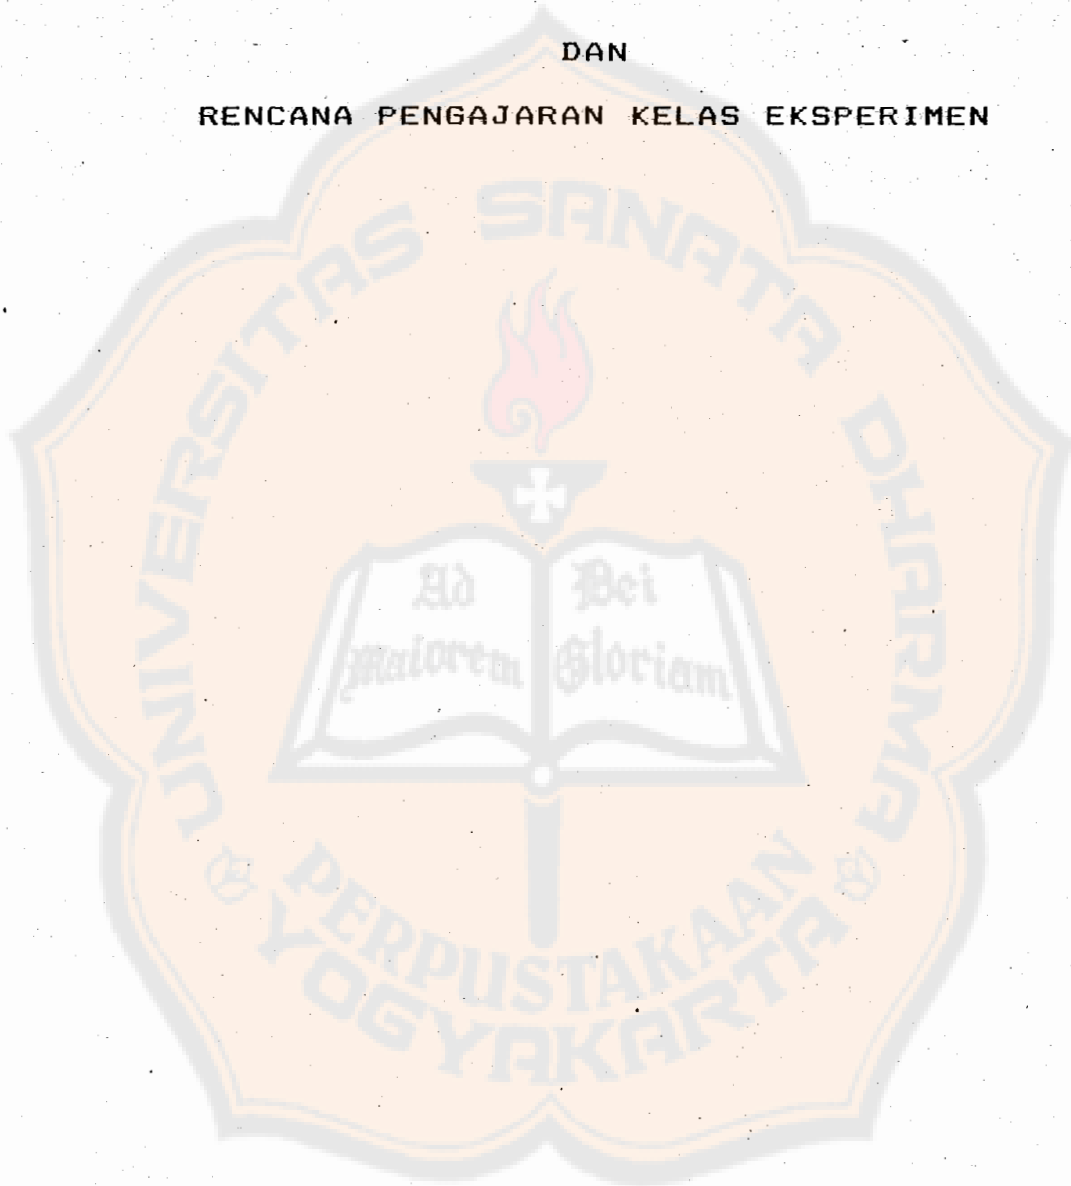 DAN
RENCANA PENGAJARAN KELAS EKSPERIMEN
UNIVERSITAS SANATA DHARMA
Ad Dei
Maiorem Gloriam
PERPUSTAKAAN
YOGYAKARTA